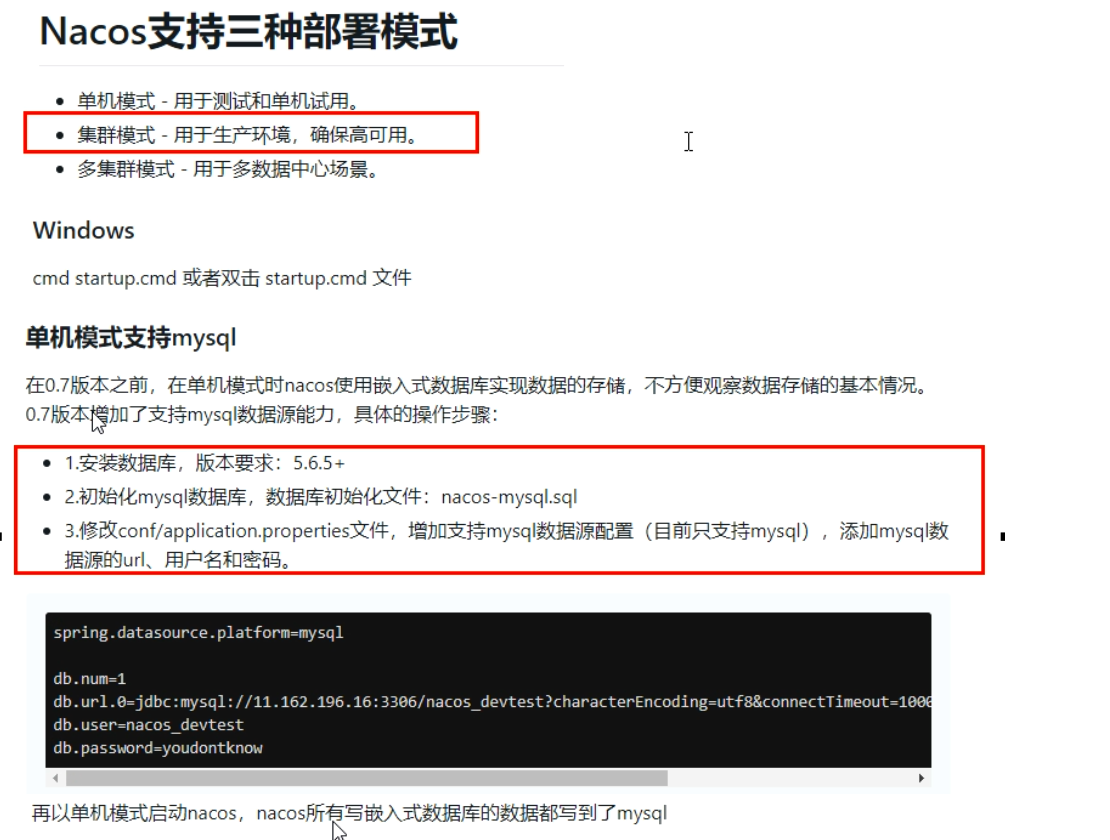 Nacos支持三种部署模式
单机模式 - 用于测试和单机试用。
集群模式 - 用于生产环境，确保高可用。
多集群模式 - 用于多数据中心场景。
Windows
cmd startup.cmd 或者双击 startup.cmd 文件
单机模式支持mysql
在0.7版本之前，在单机模式时nacos使用嵌入式数据库实现数据的存储，不方便观察数据存储的基本情况。
0.7版本增加了支持mysql数据源能力，具体的操作步骤：
1.安装数据库，版本要求：5.6.5+
2.初始化mysql数据库，数据库初始化文件：nacos-mysql.sql
3.修改conf/application.properties文件，增加支持mysql数据源配置（目前只支持mysql），添加mysql数
据源的url、用户名和密码。
spring.datasource.platform=mysql
db.num=1
db.url.0=jdbc:mysql://11.162.196.16:3306/nacos_devtest?characterEncoding=utf8&connectTimeout=1000
db.user=nacos_devtest
db.password=youdontknow
再以单机模式启动nacos，nacos所有写嵌入式数据库的数据都写到了mysql